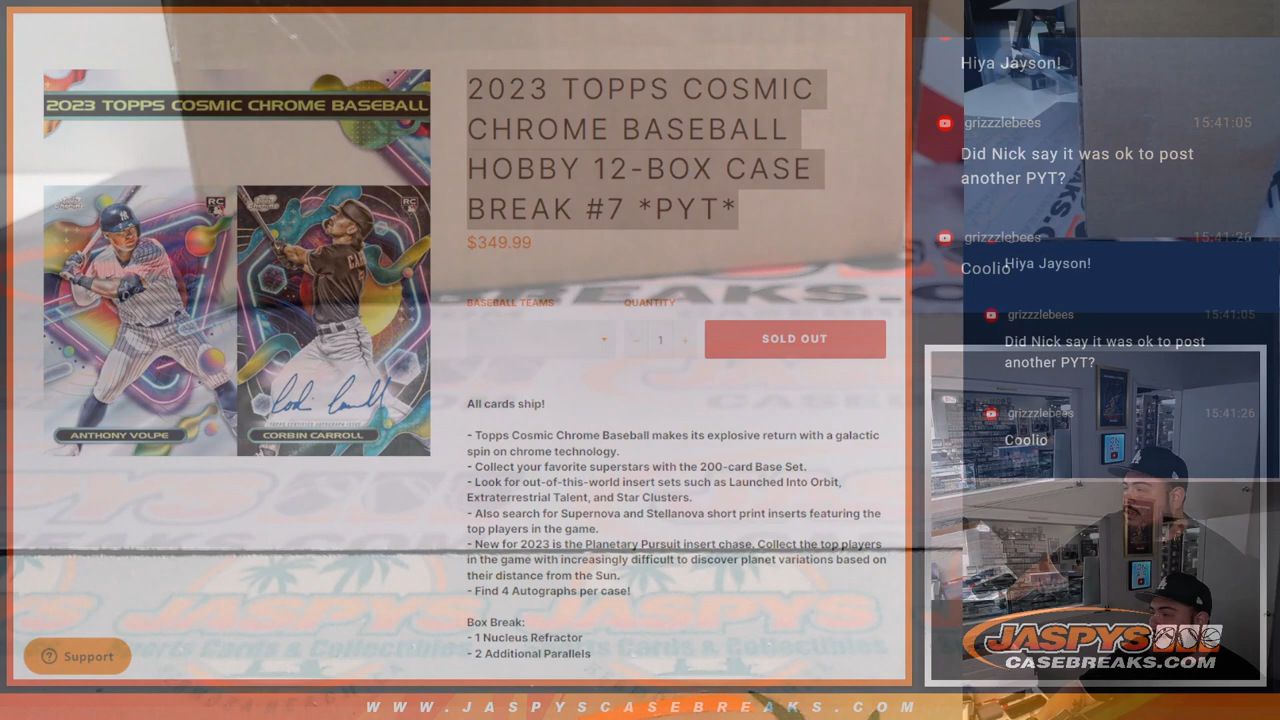 2023 TOPPS COSMIC CHROME BASEBALL
ANTHONY VOLPE
CORBIN CARROLL
RC
RC
2023 TOPPS COSMIC
CHROME BASEBALL
HOBBY 12-BOX CASE
BREAK #7 *PYT*
$349.99
BASEBALL TEAMS
QUANTITY
− 1 +
SOLD OUT
All cards ship!
- Topps Cosmic Chrome Baseball makes its explosive return with a galactic
spin on chrome technology.
- Collect your favorite superstars with the 200-card Base Set.
- Look for out-of-this-world insert sets such as Launched Into Orbit,
Extraterrestrial Talent, and Star Clusters.
- Also search for Supernova and Stellanova short print inserts featuring the
top players in the game.
- New for 2023 is the Planetary Pursuit insert chase. Collect the top players
in the game with increasingly difficult to discover planet variations based on
their distance from the Sun.
- Find 4 Autographs per case!
Box Break:
- 1 Nucleus Refractor
- 2 Additional Parallels
Support
Hiya Jayson!
grizzzlebees 15:41:05
Did Nick say it was ok to post
another PYT?
grizzzlebees 15:41:26
Coolio
Hiya Jayson!
grizzzlebees 15:41:05
Did Nick say it was ok to post
another PYT?
grizzzlebees 15:41:26
Coolio
JASPYS
CASEBREAKS.COM
JASPYS JASPYS
WWW.JASPYSCASEBREAKS.COM